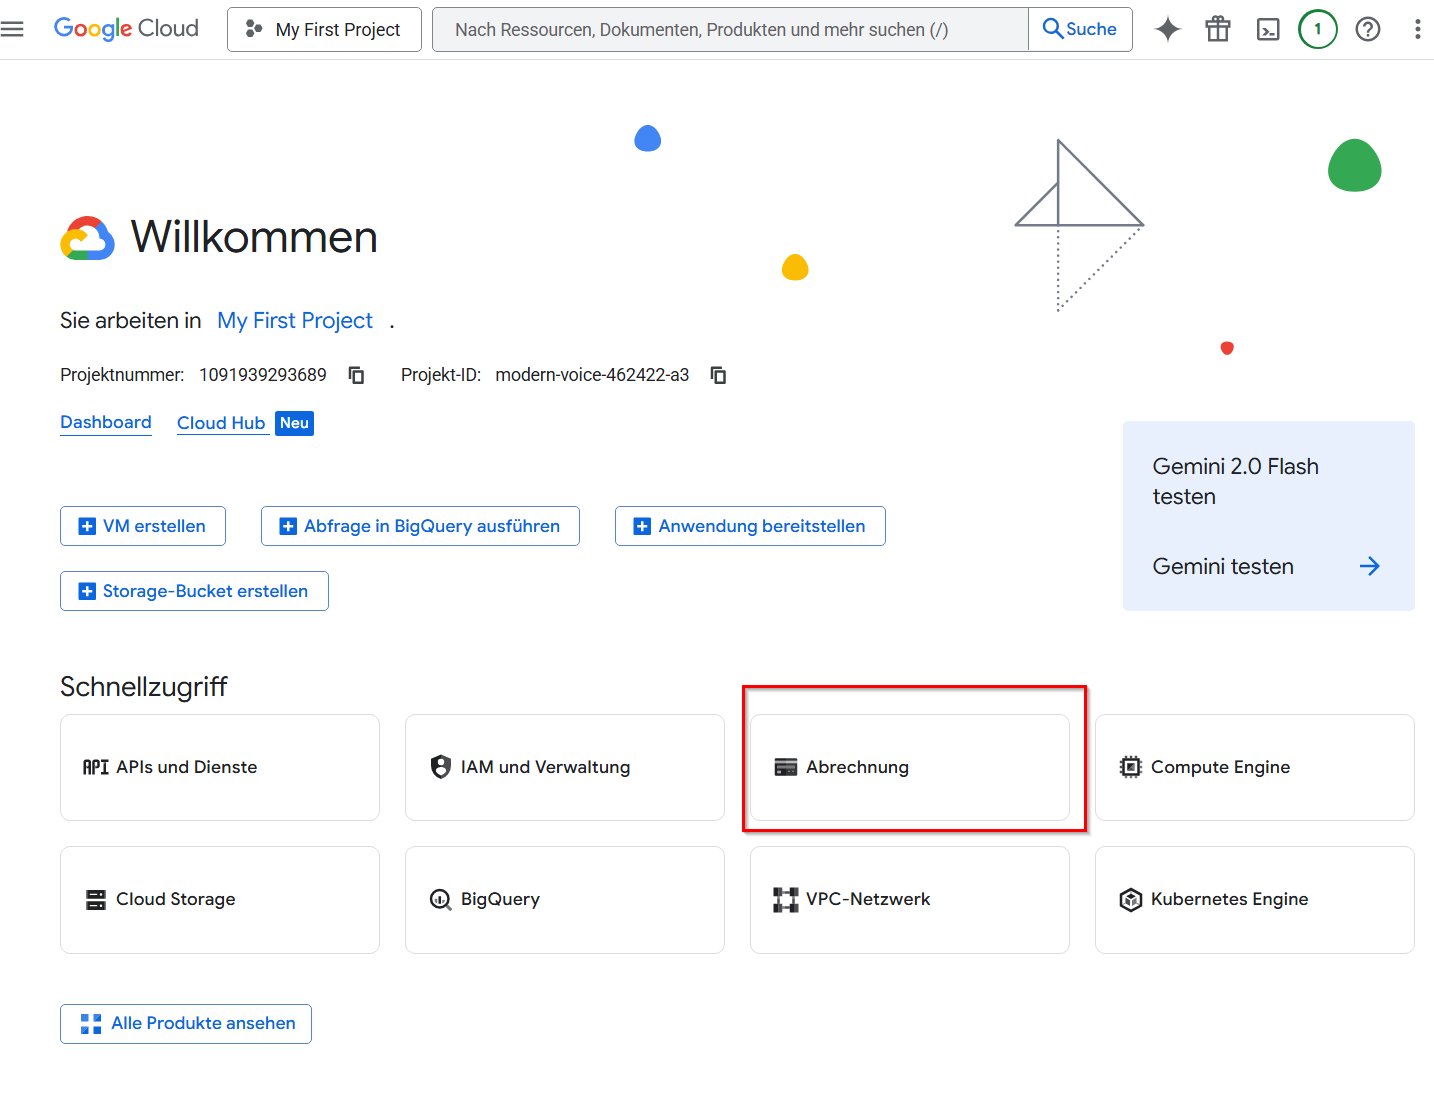 Google Cloud
My First Project
Nach Ressourcen, Dokumenten, Produkten und mehr suchen (/)
Suche
1
Willkommen
Sie arbeiten in My First Project .
Projektnummer: 1091939293689 Projekt-ID: modern-voice-462422-a3
Dashboard Cloud Hub Neu
Gemini 2.0 Flash
testen
Gemini testen
VM erstellen Abfrage in BigQuery ausführen Anwendung bereitstellen
Storage-Bucket erstellen
Schnellzugriff
API APIs und Dienste IAM und Verwaltung Abrechnung Compute Engine
Cloud Storage BigQuery VPC-Netzwerk Kubernetes Engine
Alle Produkte ansehen